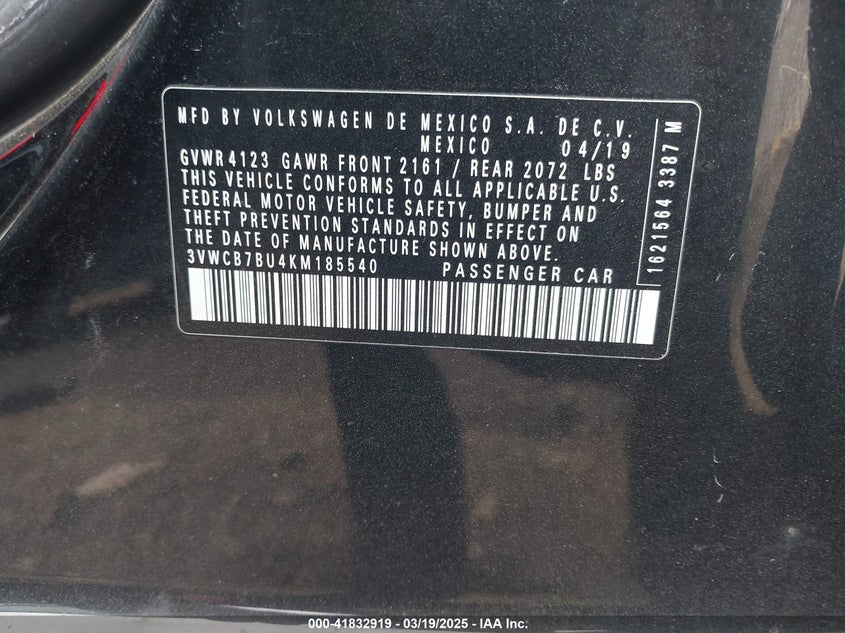 MFD BY VOLKSWAGEN DE MEXICO S.A. DE C.V.
MEXICO 04/19
GVWR 4123 GAWR FRONT 2161 / REAR 2072 LBS
THIS VEHICLE CONFORMS TO ALL APPLICABLE U.S.
FEDERAL MOTOR VEHICLE SAFETY, BUMPER AND
THEFT PREVENTION STANDARDS IN EFFECT ON
THE DATE OF MANUFACTURE SHOWN ABOVE.
3VWCB7BU4KM185540 PASSENGER CAR
1621564 3387 M
000-41832919 - 03/19/2025 - IAA Inc.